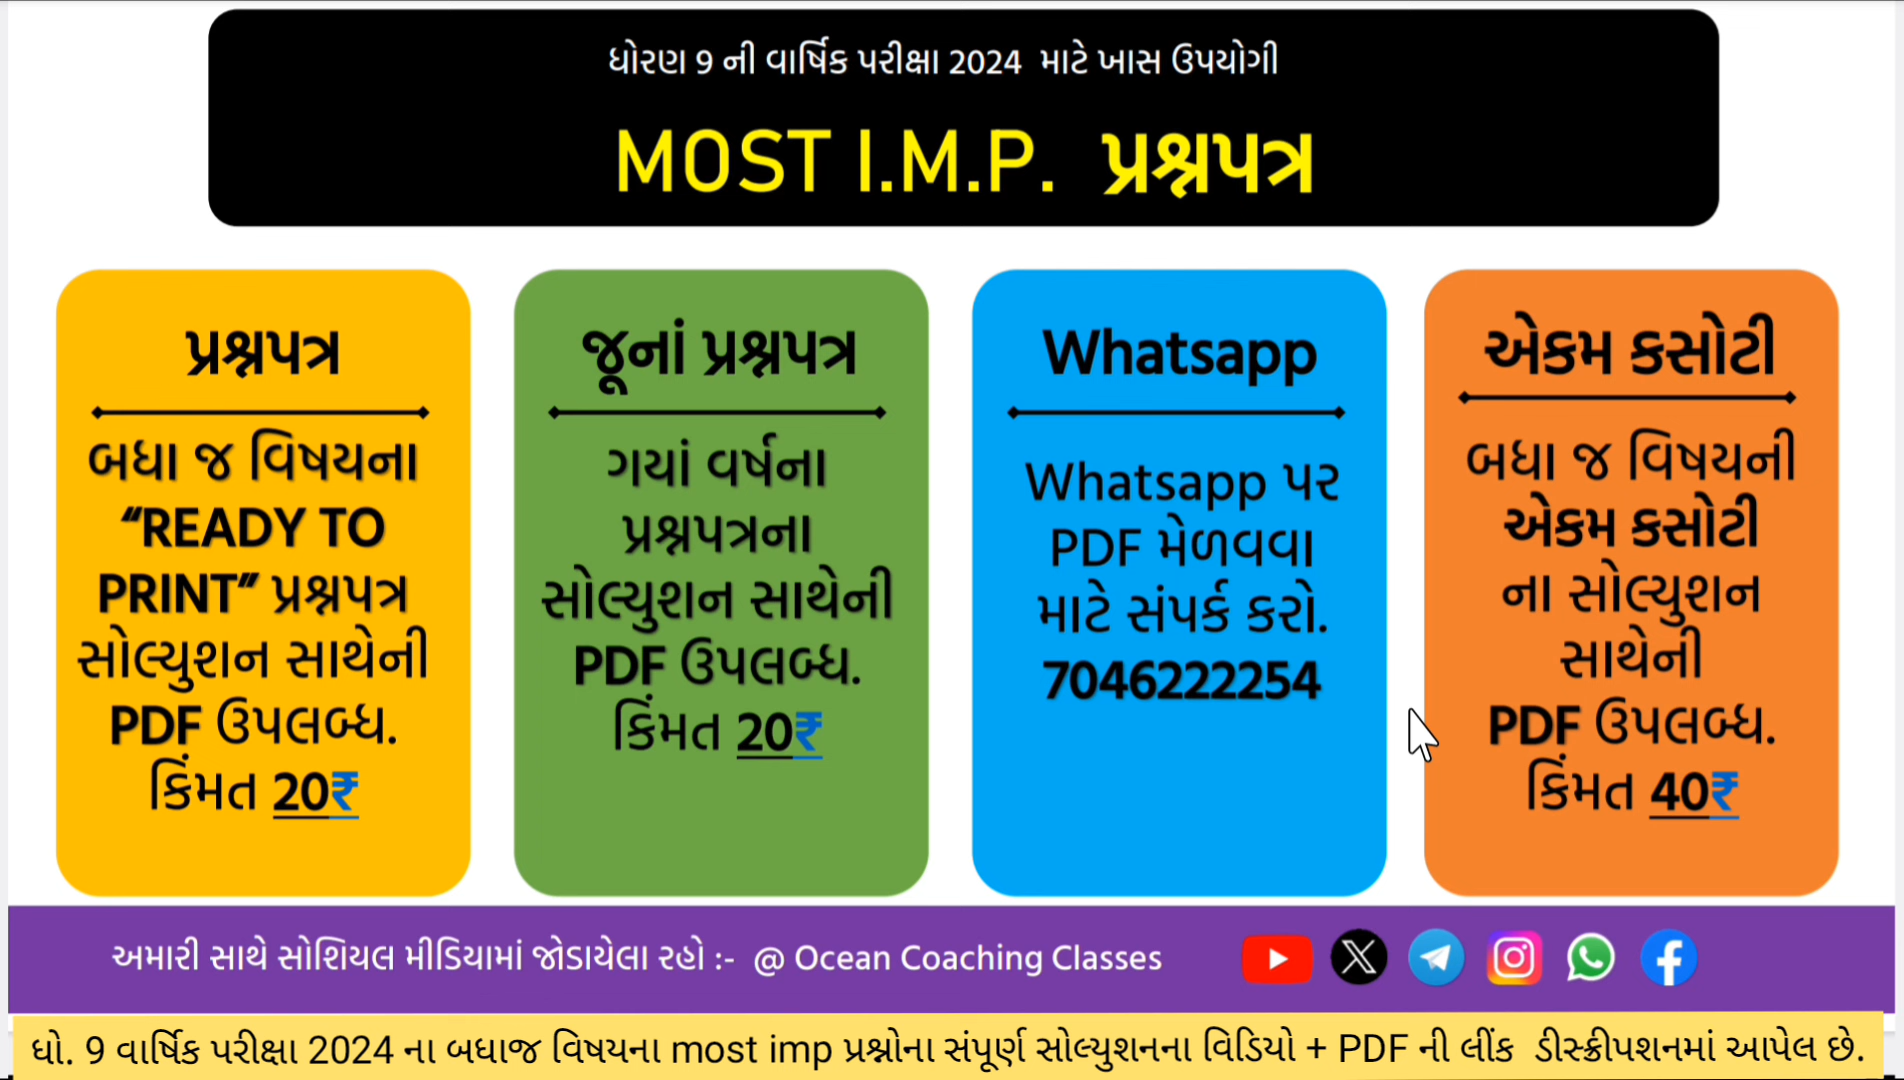 ધોરણ 9 ની વાર્ષિક પરીક્ષા 2024 માટે ખાસ ઉપયોગી
MOST I.M.P. પ્રશ્નપત્ર
પ્રશ્નપત્ર
બધા જ વિષયના
“READY TO
PRINT” પ્રશ્નપત્ર
સોલ્યુશન સાથેની
PDF ઉપલબ્ધ.
કિંમત 20₹
જૂનાં પ્રશ્નપત્ર
ગયાં વર્ષના
પ્રશ્નપત્રના
સોલ્યુશન સાથેની
PDF ઉપલબ્ધ.
કિંમત 20₹
Whatsapp
Whatsapp પર
PDF મેળવવા
માટે સંપર્ક કરો.
7046222254
એકમ કસોટી
બધા જ વિષયની
એકમ કસોટી
ના સોલ્યુશન
સાથેની
PDF ઉપલબ્ધ.
કિંમત 40₹
અમારી સાથે સોશિયલ મીડિયામાં જોડાયેલા રહો :- @ Ocean Coaching Classes
ધો. 9 વાર્ષિક પરીક્ષા 2024 ના બધાજ વિષયના most imp પ્રશ્નોના સંપૂર્ણ સોલ્યુશનના વિડિયો + PDF ની લીંક ડીસ્ક્રીપશનમાં આપેલ છે.